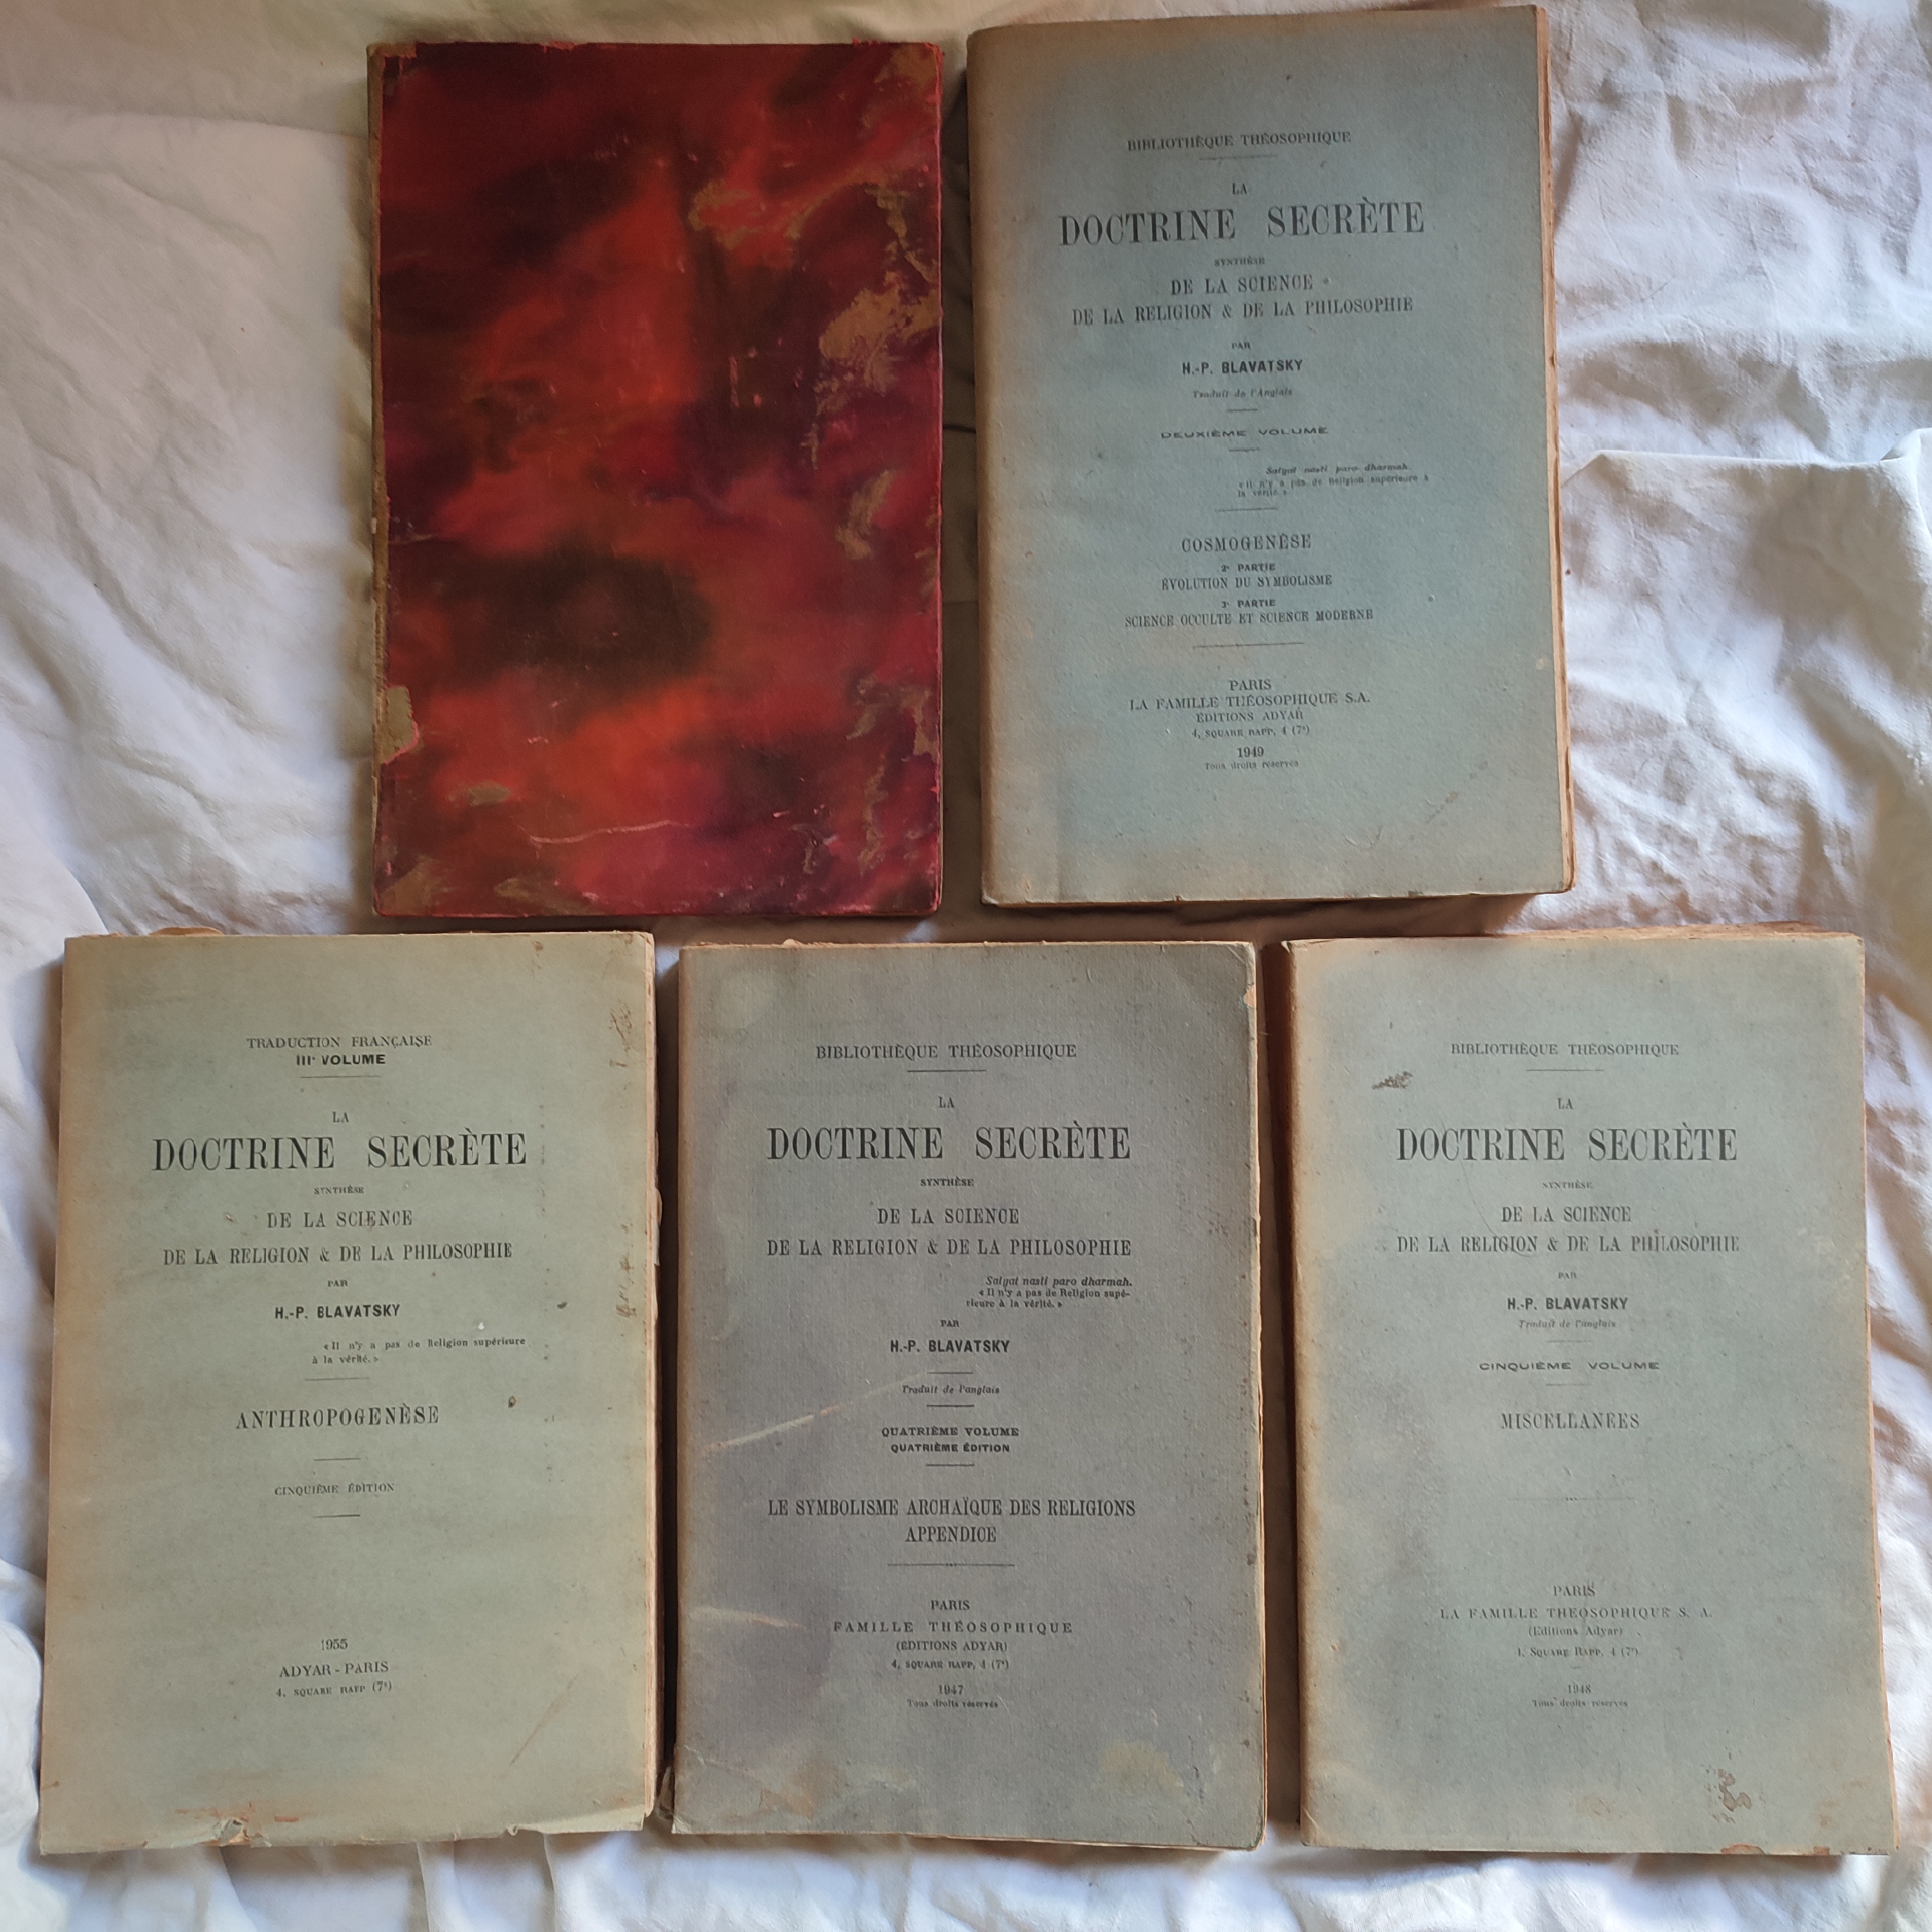 BIBLIOTHÈQUE THÉOSOPHIQUE
LA
DOCTRINE SECRÈTE
SYNTHÈSE
DE LA SCIENCE
DE LA RELIGION & DE LA PHILOSOPHIE
PAR
H.-P. BLAVATSKY
Traduit de l'Anglais
DEUXIÈME VOLUME
Satyat nasti paro dharmah.
« Il n'y a pas de Religion supérieure à
la vérité. »
COSMOGENÈSE
2e PARTIE
ÉVOLUTION DU SYMBOLISME
3e PARTIE
SCIENCE OCCULTE ET SCIENCE MODERNE
PARIS
LA FAMILLE THÉOSOPHIQUE S.A.
ÉDITIONS ADYAR
4, SQUARE RAPP, 4 (7e)
1949
Tous droits réservés
TRADUCTION FRANÇAISE
IIIe VOLUME
LA
DOCTRINE SECRÈTE
SYNTHÈSE
DE LA SCIENCE
DE LA RELIGION & DE LA PHILOSOPHIE
PAR
H.-P. BLAVATSKY
« Il n'y a pas de Religion supérieure
à la vérité. »
ANTHROPOGENÈSE
CINQUIÈME ÉDITION
1955
ADYAR - PARIS
4, SQUARE RAPP (7e)
BIBLIOTHÈQUE THÉOSOPHIQUE
LA
DOCTRINE SECRÈTE
SYNTHÈSE
DE LA SCIENCE
DE LA RELIGION & DE LA PHILOSOPHIE
Satyat nasti paro dharmah.
« Il n'y a pas de Religion supé-
rieure à la vérité. »
PAR
H.-P. BLAVATSKY
Traduit de l'anglais
QUATRIÈME VOLUME
QUATRIÈME ÉDITION
LE SYMBOLISME ARCHAÏQUE DES RELIGIONS
APPENDICE
PARIS
FAMILLE THÉOSOPHIQUE
(ÉDITIONS ADYAR)
4, SQUARE RAPP, 4 (7e)
1947
Tous droits réservés
BIBLIOTHÈQUE THÉOSOPHIQUE
LA
DOCTRINE SECRÈTE
SYNTHÈSE
DE LA SCIENCE
DE LA RELIGION & DE LA PHILOSOPHIE
PAR
H.-P. BLAVATSKY
Traduit de l'anglais
CINQUIÈME VOLUME
MISCELLANÉES
PARIS
LA FAMILLE THÉOSOPHIQUE S. A.
(Editions Adyar)
4, SQUARE RAPP, 4 (7e)
1948
Tous droits réservés